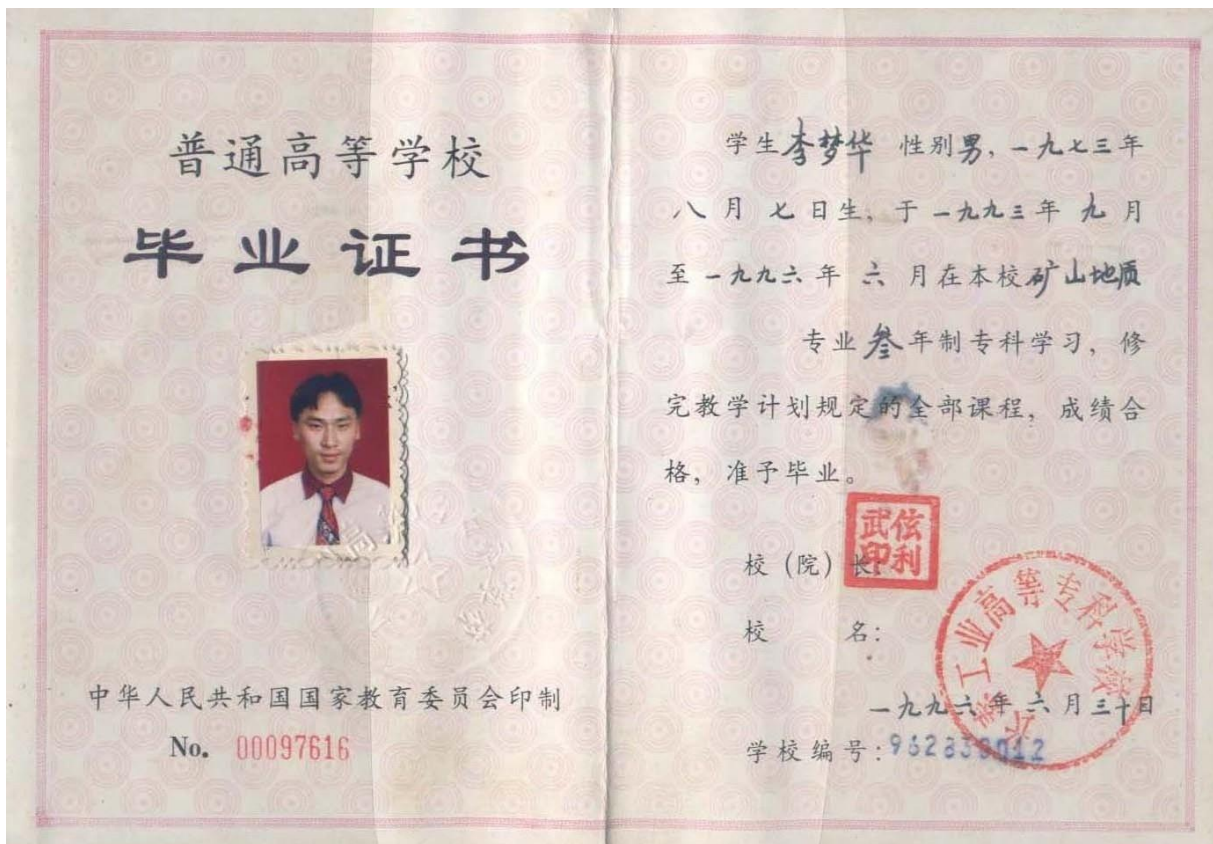 普通高等学校
毕业证书
中华人民共和国国家教育委员会印制
No. 00097616
学生李梦华 性别男,一九七三年
八月七日生,于一九九三年九月
至一九九六年六月在本校矿山地质
专业叁年制专科学习,修
完教学计划规定的全部课程,成绩合
格,准予毕业。
校(院)长:
武弦利印
校名:
工业高等专科学校
一九九六年六月三十日
学校编号:962838012